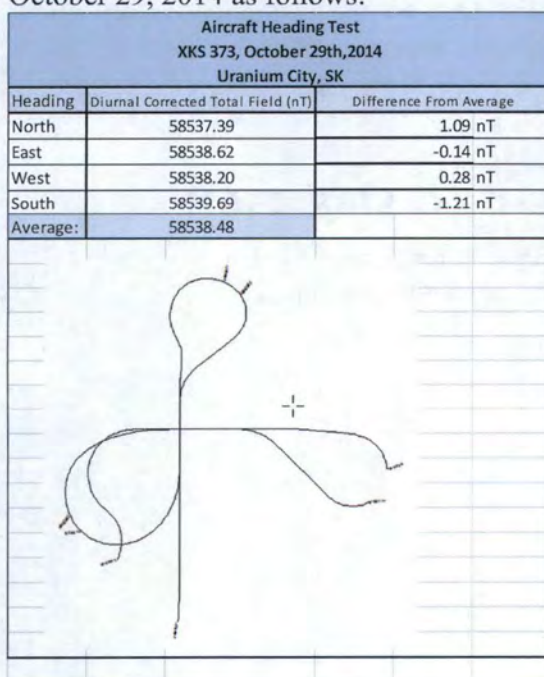 October 29, 2014 as follows:
Aircraft Heading Test
XKS 373, October 29th,2014
Uranium City, SK
Heading Diurnal Corrected Total Field (nT) Difference From Average
North 58537.39 1.09 nT
East 58538.62 -0.14 nT
West 58538.20 0.28 nT
South 58539.69 -1.21 nT
Average: 58538.48